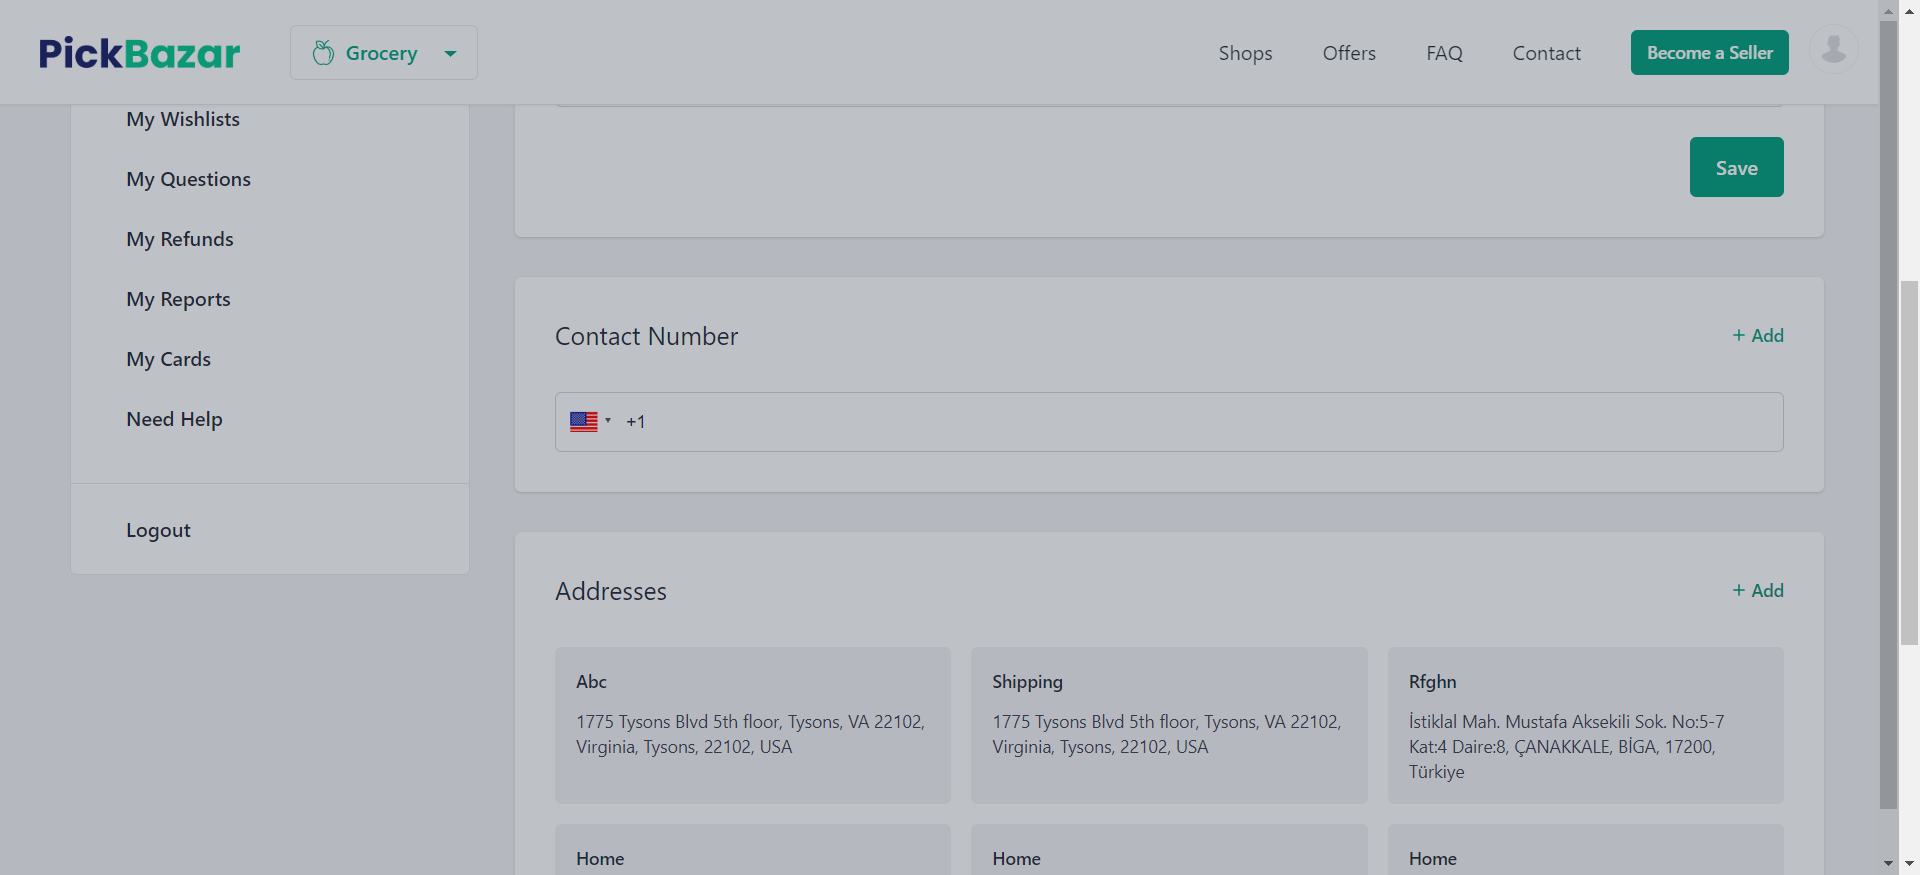 PickBazar
Grocery
Shops
Offers
FAQ
Contact
Become a Seller
My Wishlists
My Questions
My Refunds
My Reports
My Cards
Need Help
Logout
Save
Contact Number
+ Add
+1
Addresses
+ Add
Abc
1775 Tysons Blvd 5th floor, Tysons, VA 22102,
Virginia, Tysons, 22102, USA
Shipping
1775 Tysons Blvd 5th floor, Tysons, VA 22102,
Virginia, Tysons, 22102, USA
Rfghn
İstiklal Mah. Mustafa Aksekili Sok. No:5-7
Kat:4 Daire:8, ÇANAKKALE, BİGA, 17200,
Türkiye
Home
Home
Home